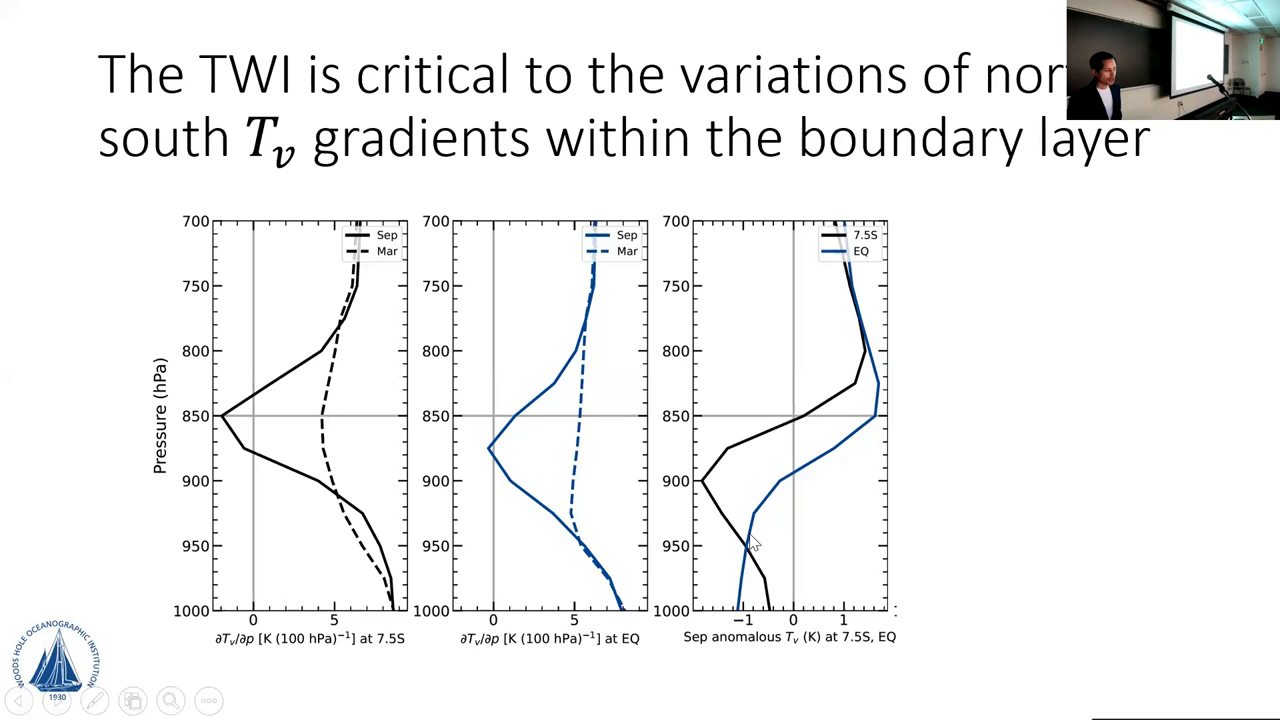 The TWI is critical to the variations of
south Tᵥ gradients within the boundary layer
700
750
800
850
900
950
1000
Pressure (hPa)
Sep
Mar
0
5
∂Tᵥ/∂p [K (100 hPa)⁻¹] at 7.5S
700
750
800
850
900
950
1000
Sep
Mar
0
5
∂Tᵥ/∂p [K (100 hPa)⁻¹] at EQ
700
750
800
850
900
950
1000
7.5S
EQ
−1
0
1
Sep anomalous Tᵥ (K) at 7.5S, EQ
WOODS HOLE OCEANOGRAPHIC INSTITUTION
1930